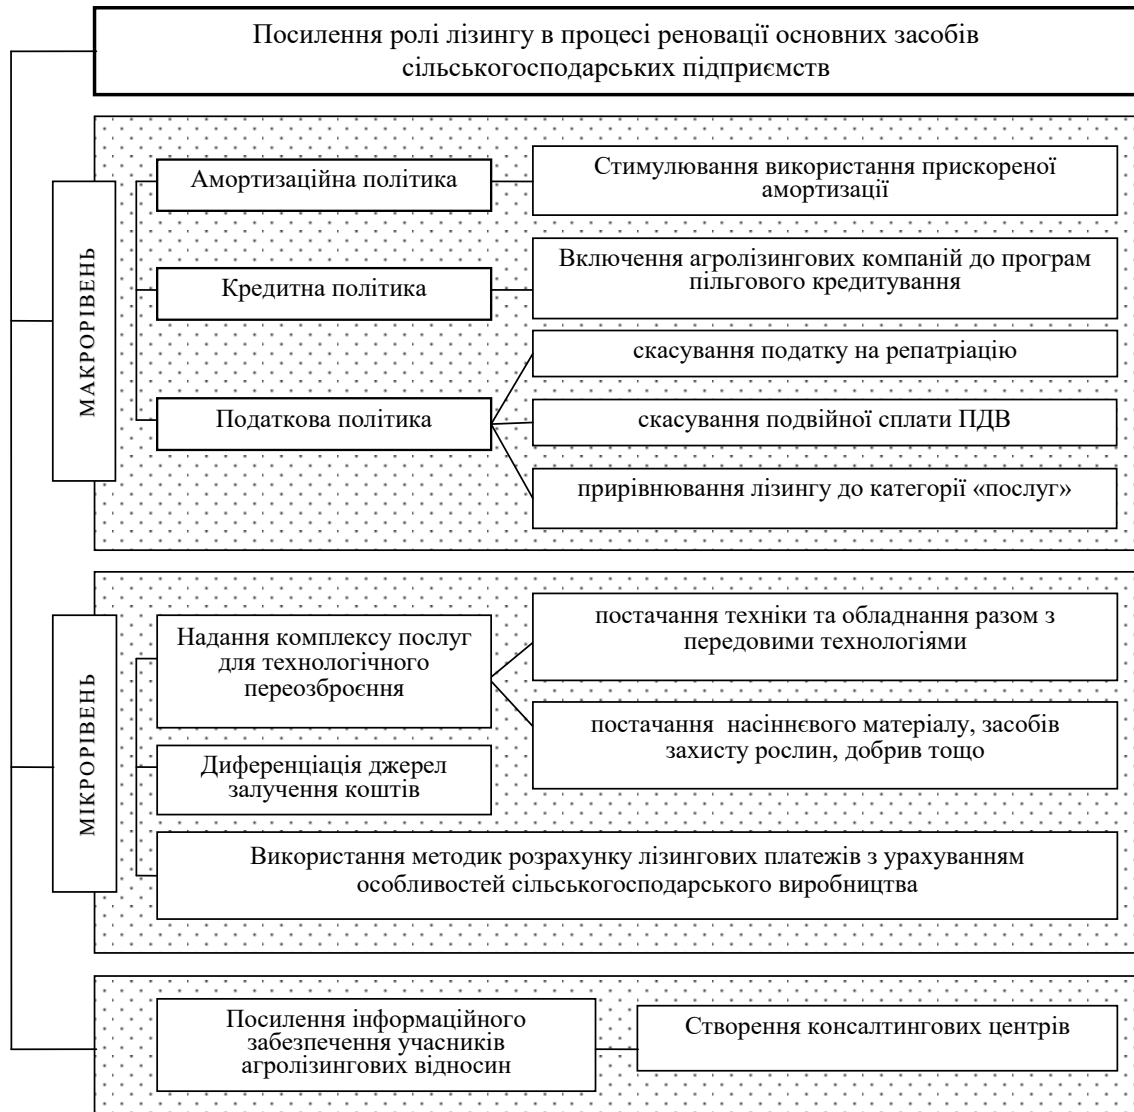 Посилення ролі лізингу в процесі реновації основних засобів
сільськогосподарських підприємств
МАКРОРІВЕНЬ
Амортизаційна політика
Стимулювання використання прискореної
амортизації
Кредитна політика
Включення агролізингових компаній до програм
пільгового кредитування
Податкова політика
скасування податку на репатріацію
скасування подвійної сплати ПДВ
прирівнювання лізингу до категорії «послуг»
МІКРОРІВЕНЬ
Надання комплексу послуг
для технологічного
переозброєння
постачання техніки та обладнання разом з
передовими технологіями
постачання насіннєвого матеріалу, засобів
захисту рослин, добрив тощо
Диференціація джерел
залучення коштів
Використання методик розрахунку лізингових платежів з урахуванням
особливостей сільськогосподарського виробництва
Посилення інформаційного
забезпечення учасників
агролізингових відносин
Створення консалтингових центрів